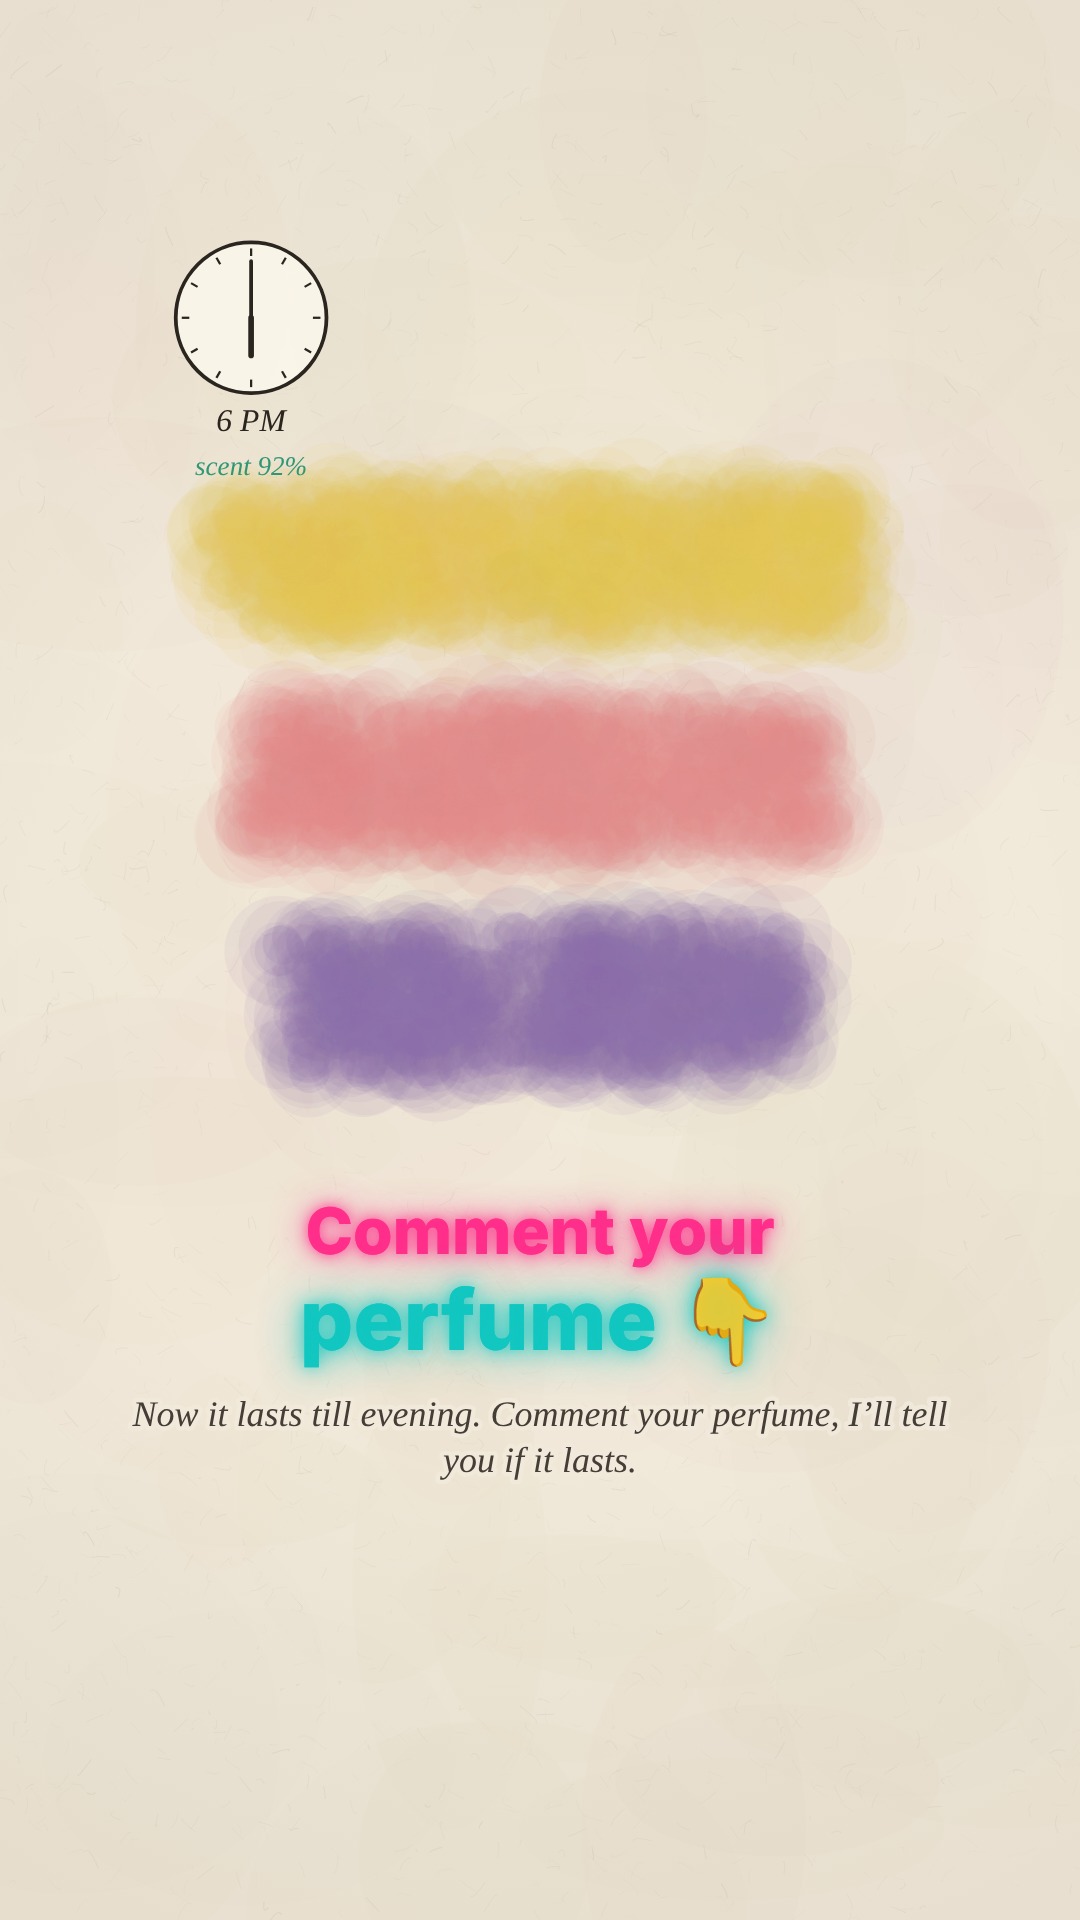 6 PM
scent 92%
Comment your
perfume 👇
Now it lasts till evening. Comment your perfume, I’ll tell
you if it lasts.